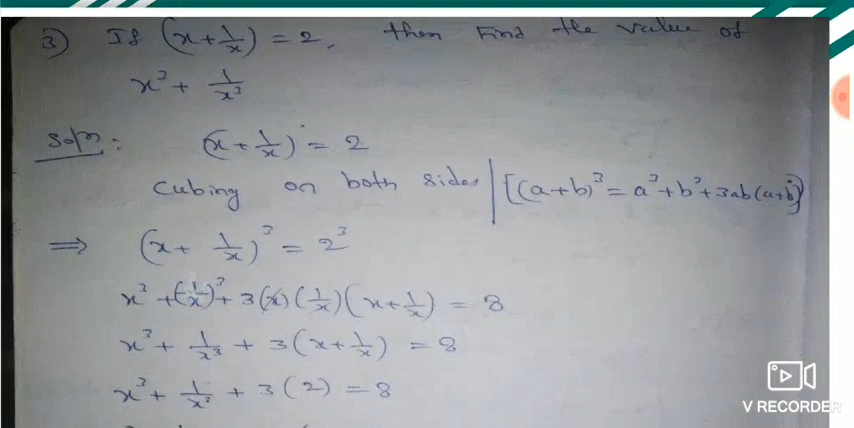 3) If (x + 1/x) = 2, then Find the value of
x³ + 1/x³
Soln: (x + 1/x) = 2
Cubing on both sides | [(a+b)³ = a³+b³+3ab(a+b)]
⇒ (x + 1/x)³ = 2³
x³ + (1/x)³ + 3(x)(1/x)(x + 1/x) = 8
x³ + 1/x³ + 3(x + 1/x) = 8
x³ + 1/x³ + 3(2) = 8
V RECORDER